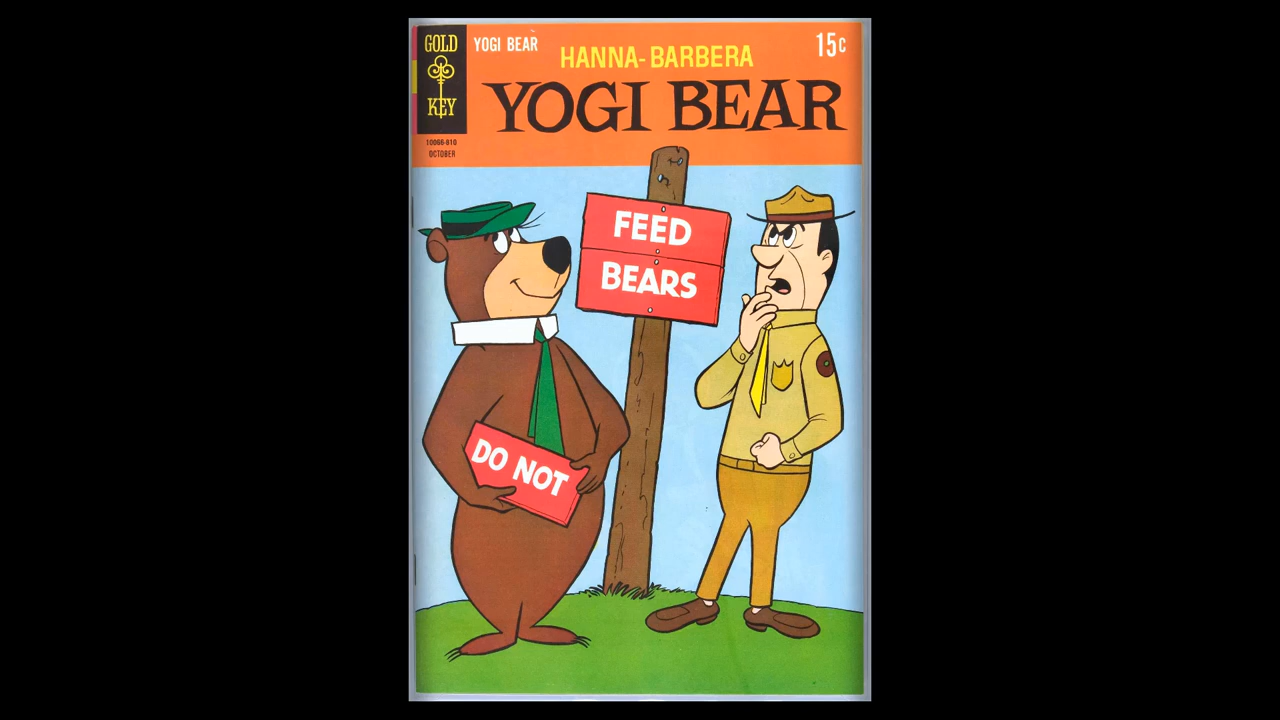 GOLD
KEY
YOGI BEAR
HANNA-BARBERA
15¢
YOGI BEAR
10066-810
OCTOBER
FEED
BEARS
DO NOT